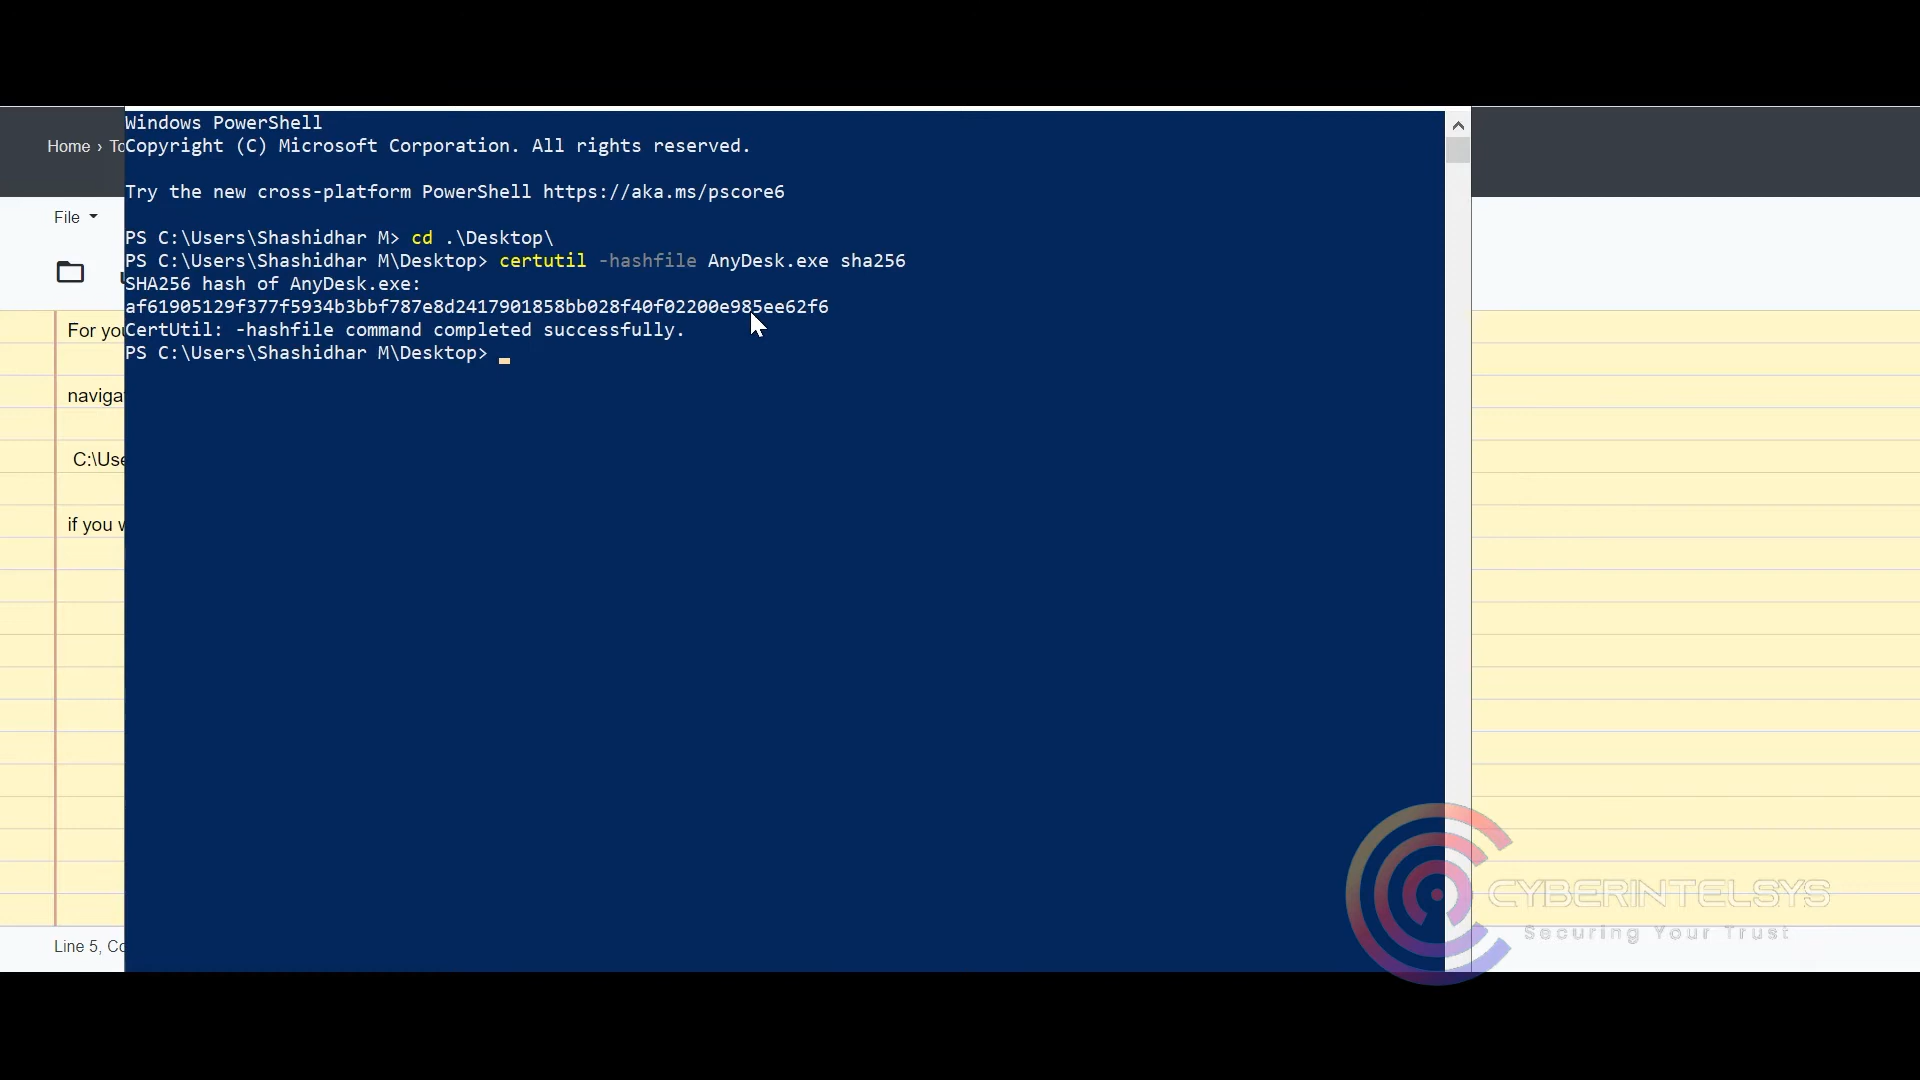 Windows PowerShell
Home › To
Copyright (C) Microsoft Corporation. All rights reserved.
Try the new cross-platform PowerShell https://aka.ms/pscore6
File
PS C:\Users\Shashidhar M> cd .\Desktop\
PS C:\Users\Shashidhar M\Desktop> certutil -hashfile AnyDesk.exe sha256
SHA256 hash of AnyDesk.exe:
af61905129f377f5934b3bbf787e8d2417901858bb028f40f02200e985ee62f6
For you
CertUtil: -hashfile command completed successfully.
PS C:\Users\Shashidhar M\Desktop>
naviga
C:\Use
if you
CYBERINTELSYS
Securing Your Trust
Line 5, Co